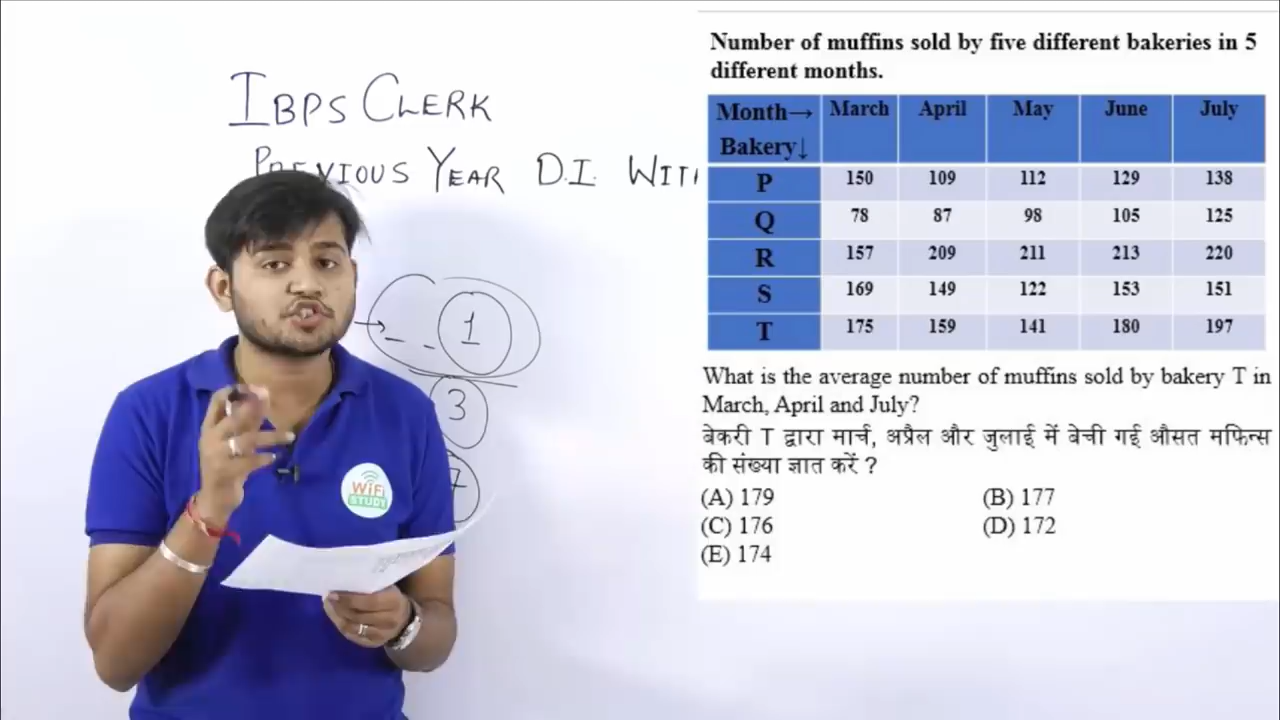 IBPS CLERK
PREVIOUS YEAR D.I. WITH
1
3
7
WiFi
STUDY
Number of muffins sold by five different bakeries in 5
different months.
Month→ Bakery↓ March April May June July
P 150 109 112 129 138
Q 78 87 98 105 125
R 157 209 211 213 220
S 169 149 122 153 151
T 175 159 141 180 197
What is the average number of muffins sold by bakery T in
March, April and July?
बेकरी T द्वारा मार्च, अप्रैल और जुलाई में बेची गई औसत मफिन्स
की संख्या ज्ञात करें ?
(A) 179 (B) 177
(C) 176 (D) 172
(E) 174